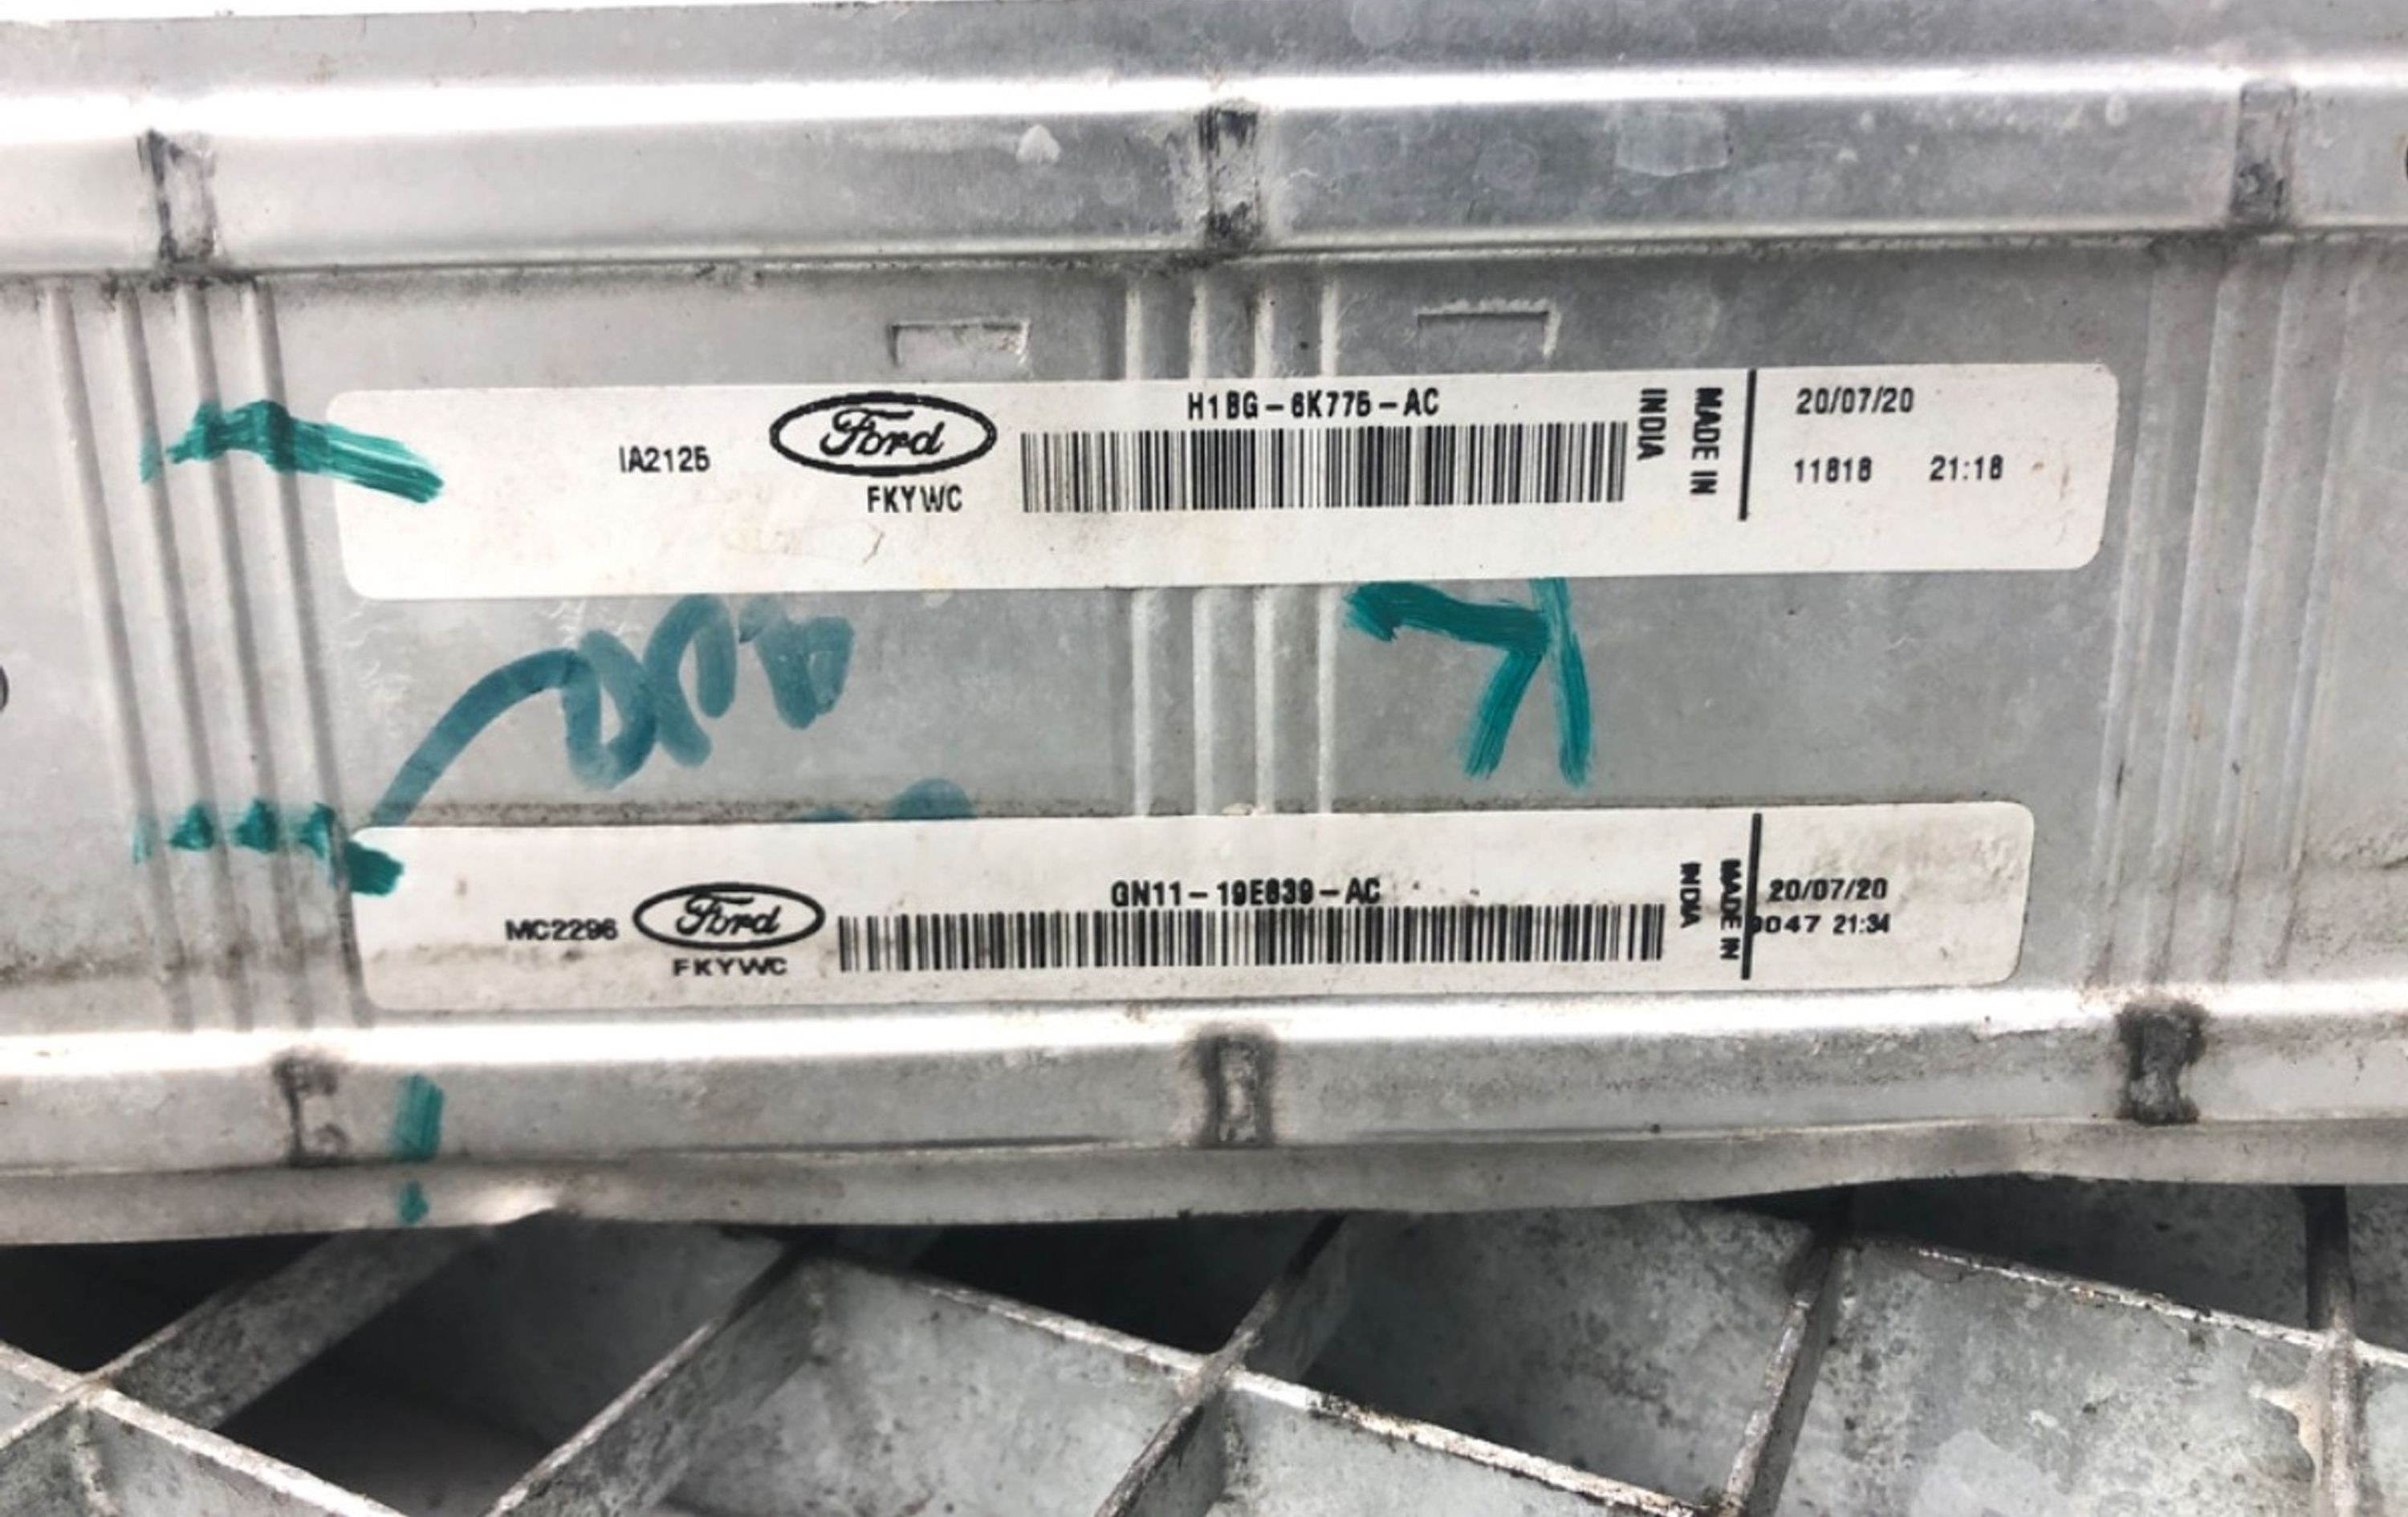 H1BG-6K775-AC
IA2125
Ford
FKYWC
MADE IN
INDIA
20/07/20
11818 21:18
GN11-19E839-AC
MC2296
Ford
FKYWC
MADE IN
INDIA
20/07/20
21:34